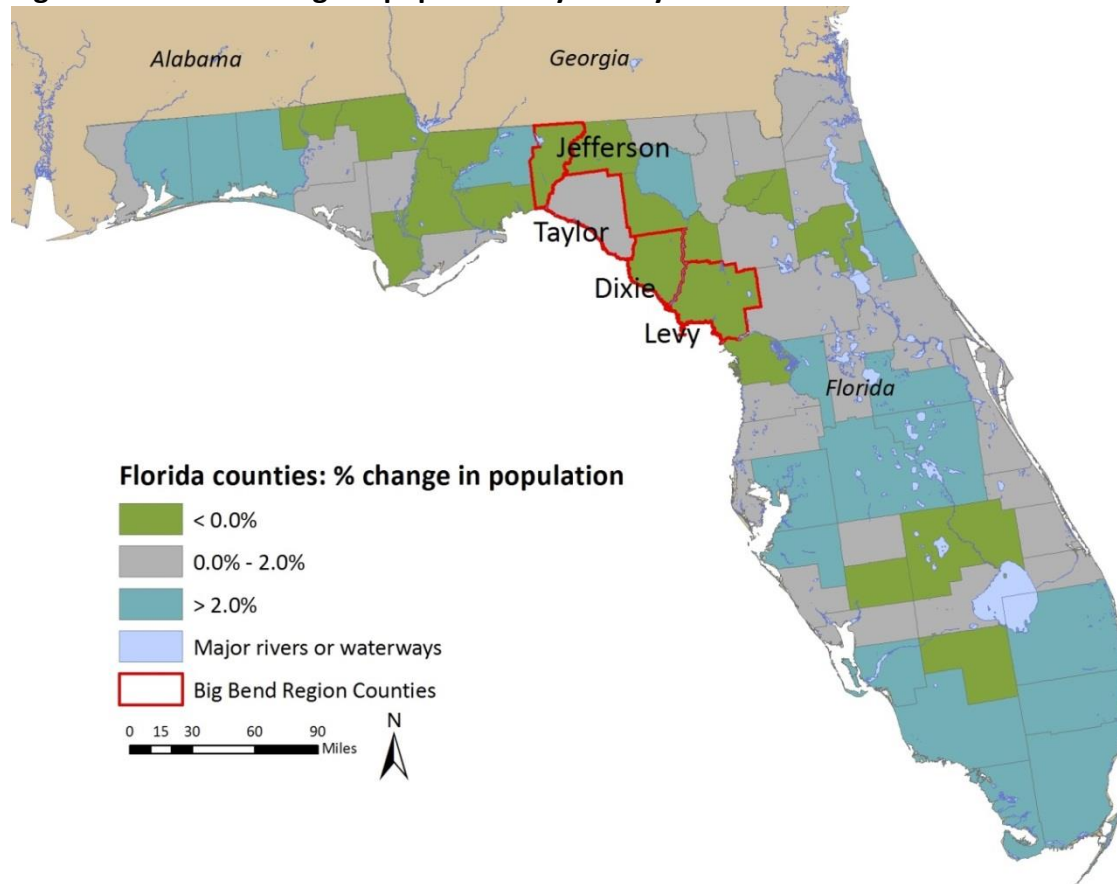 Alabama
Georgia
Jefferson
Taylor
Dixie
Levy
Florida
Florida counties: % change in population
< 0.0%
0.0% - 2.0%
> 2.0%
Major rivers or waterways
Big Bend Region Counties
N
0 15 30 60 90
Miles